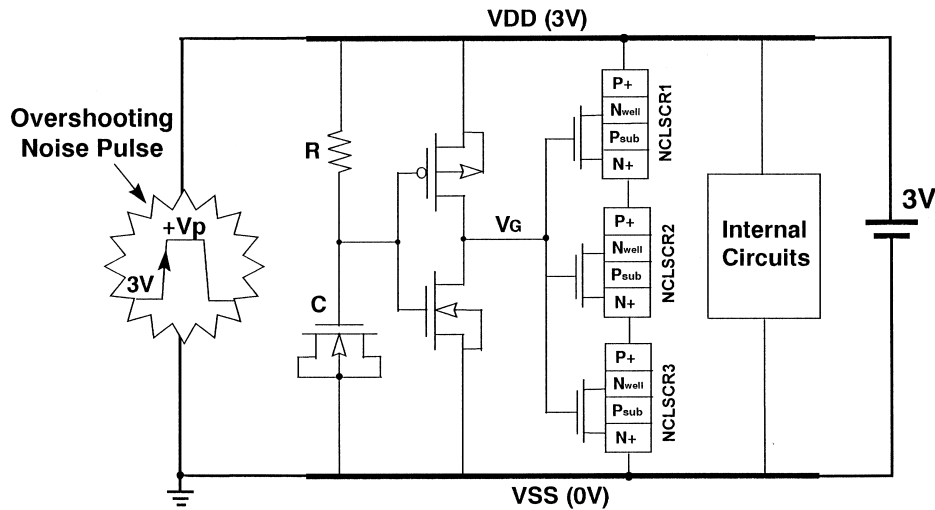 VDD (3V)
Overshooting
Noise Pulse
+Vp
3V
R
C
VG
P+
Nwell
Psub
N+
NCLSCR1
P+
Nwell
Psub
N+
NCLSCR2
P+
Nwell
Psub
N+
NCLSCR3
Internal
Circuits
3V
VSS (0V)